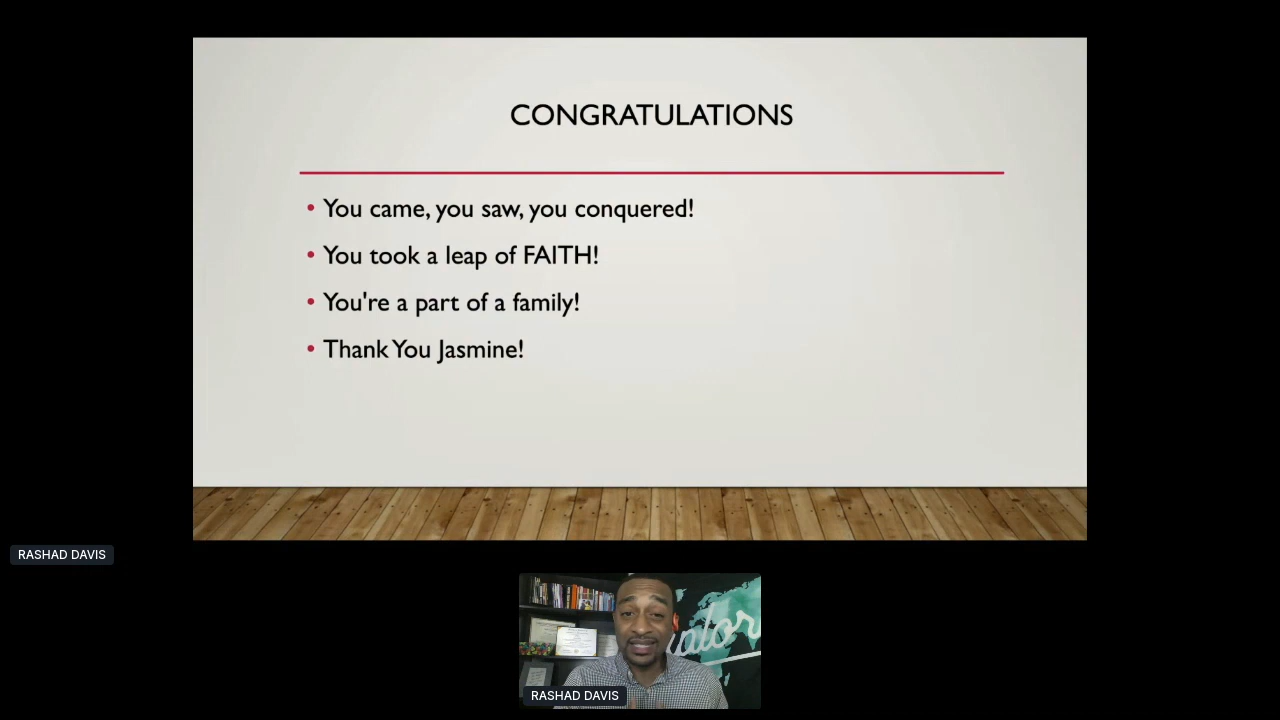 CONGRATULATIONS
• You came, you saw, you conquered!
• You took a leap of FAITH!
• You're a part of a family!
• Thank You Jasmine!
RASHAD DAVIS
RASHAD DAVIS